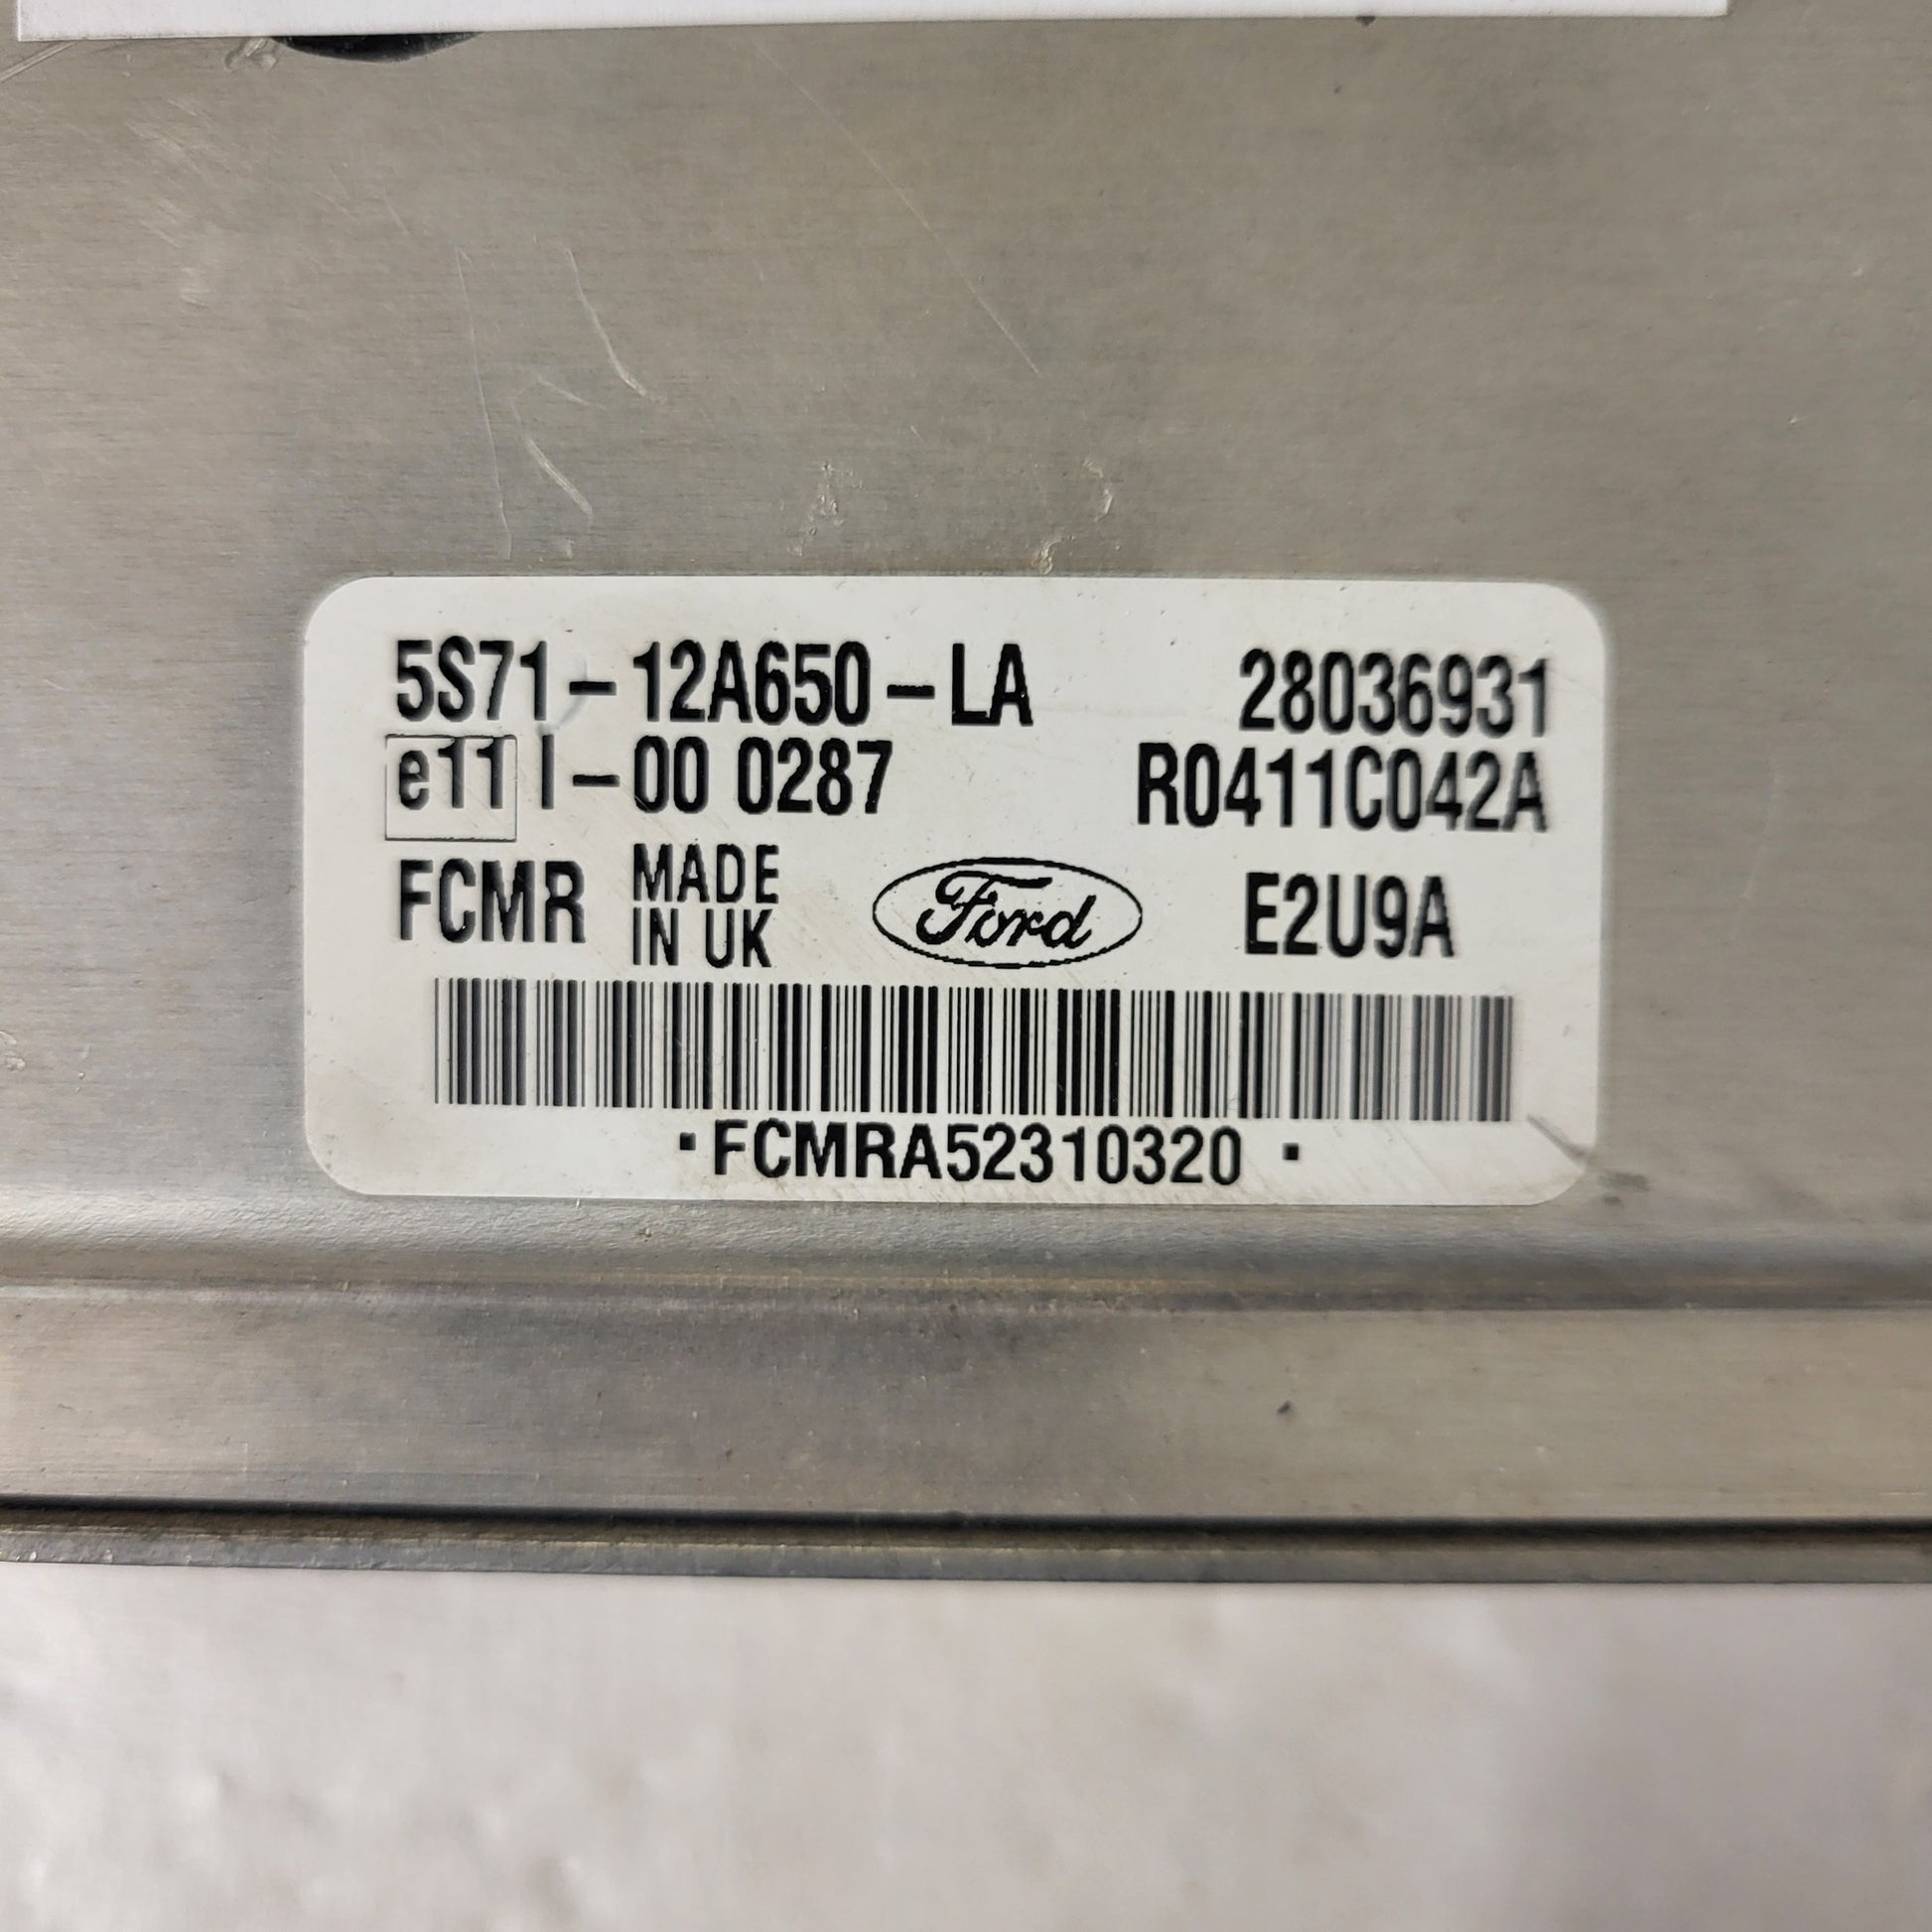 5S71-12A650-LA 28036931
e11 I-00 0287 R0411C042A
FCMR MADE IN UK Ford E2U9A
·FCMRA52310320 ·